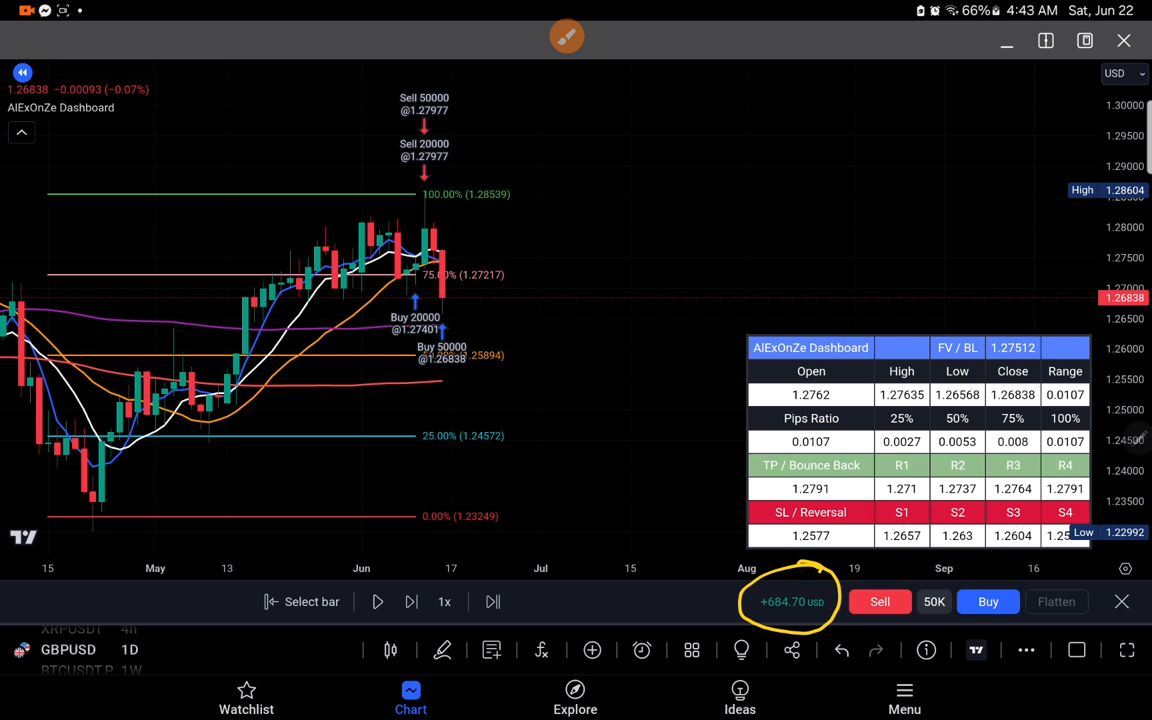 66% 4:43 AM Sat, Jun 22
USD
1.26838 −0.00093 (−0.07%)
AlExOnZe Dashboard
Sell 50000
@1.27977
Sell 20000
@1.27977
100.00% (1.28539)
75.00% (1.27217)
Buy 20000
@1.27401
Buy 50000
@1.26838
(1.25894)
25.00% (1.24572)
0.00% (1.23249)
1.30000
1.29500
1.29000
High 1.28604
1.28000
1.27500
1.26838
1.26500
1.26000
1.25500
1.25000
1.24500
1.24000
1.23500
Low 1.22992
AlExOnZe Dashboard FV / BL 1.27512
Open High Low Close Range
1.2762 1.27635 1.26568 1.26838 0.0107
Pips Ratio 25% 50% 75% 100%
0.0107 0.0027 0.0053 0.008 0.0107
TP / Bounce Back R1 R2 R3 R4
1.2791 1.271 1.2737 1.2764 1.2791
SL / Reversal S1 S2 S3 S4
1.2577 1.2657 1.263 1.2604
15 May 13 Jun 17 Jul 15 Aug 19 Sep 16
Select bar 1x +684.70 USD Sell 50K Buy Flatten
XRPUSDT 4h
GBPUSD 1D
BTCUSDT.P 1W
Watchlist Chart Explore Ideas Menu